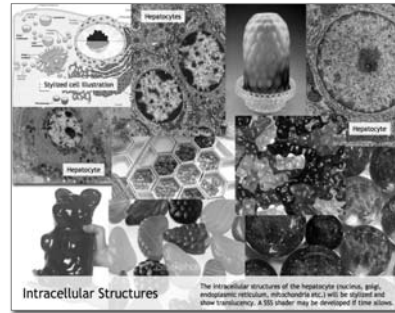 Hepatocytes
Stylized cell illustration
Hepatocyte
Hepatocyte
Intracellular Structures
The intracellular structures of the hepatocyte (nucleus, golgi,
endoplasmic reticulum, mitochondria etc.) will be stylized and
show translucency. A SSS shader may be developed if time allows.